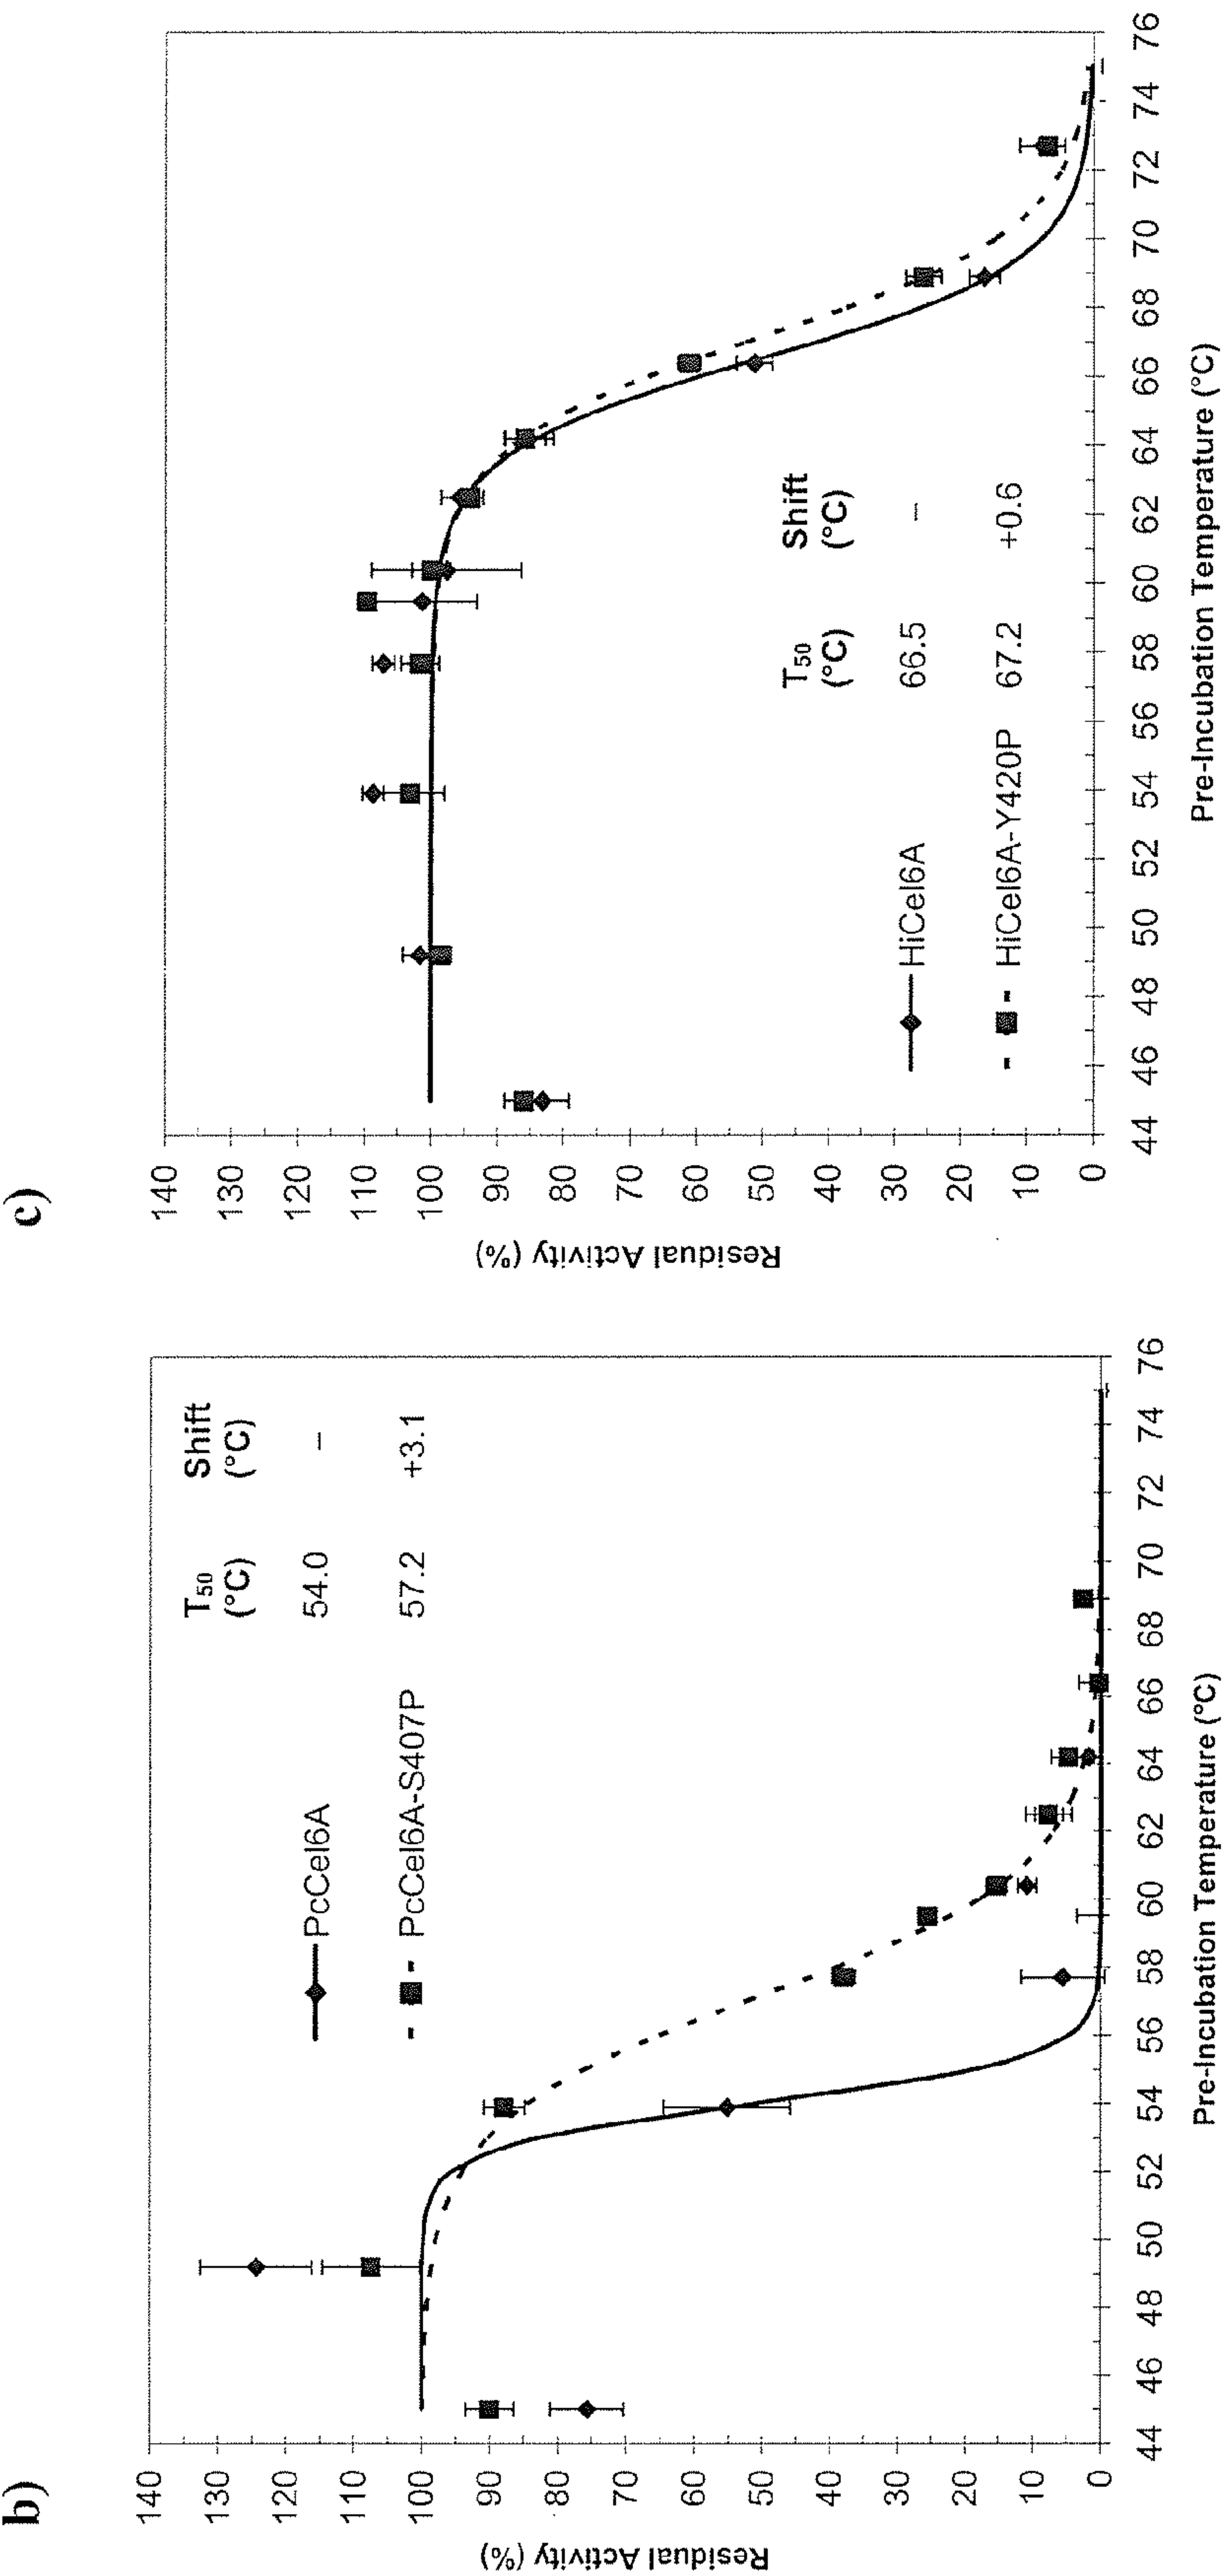 b)
Residual Activity (%)
140
130
120
110
100
90
80
70
60
50
40
30
20
10
0
44 46 48 50 52 54 56 58 60 62 64 66 68 70 72 74 76
Pre-Incubation Temperature (°C)
T50 Shift
(°C) (°C)
PcCel6A 54.0 –
PcCel6A-S407P 57.2 +3.1
c)
Residual Activity (%)
140
130
120
110
100
90
80
70
60
50
40
30
20
10
0
44 46 48 50 52 54 56 58 60 62 64 66 68 70 72 74 76
Pre-Incubation Temperature (°C)
T50 Shift
(°C) (°C)
HiCel6A 66.5 –
HiCel6A-Y420P 67.2 +0.6